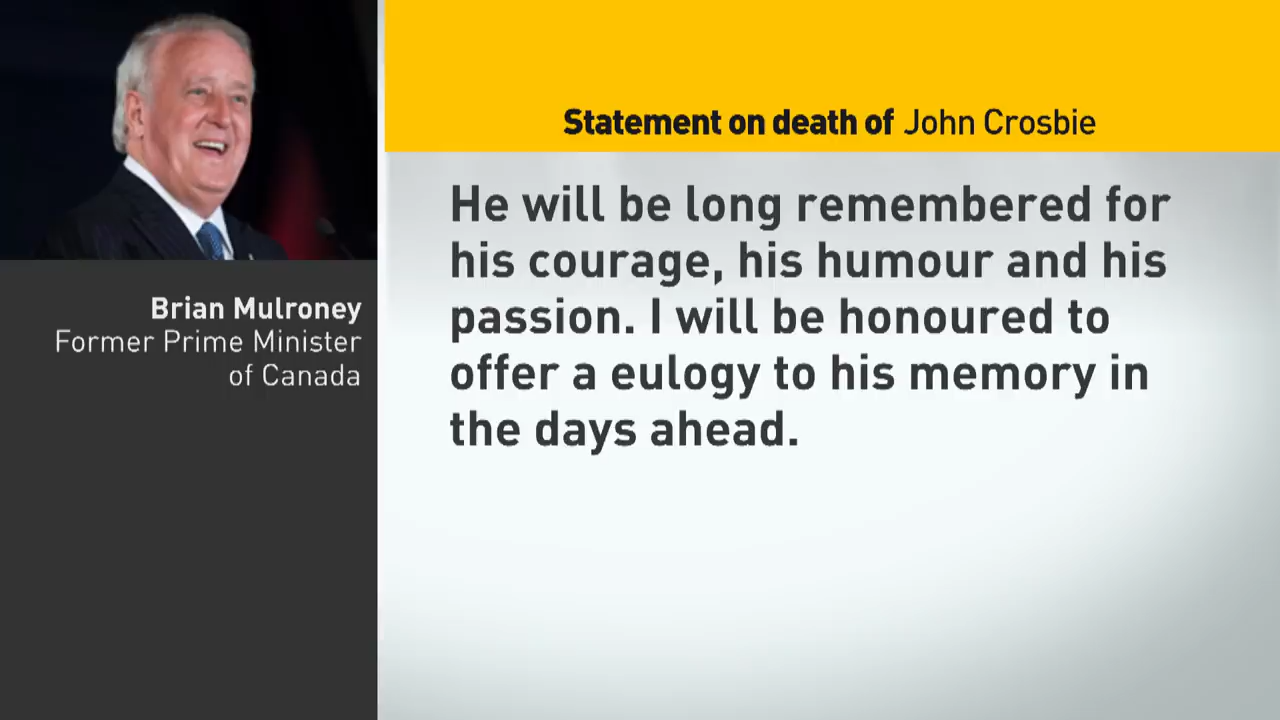 Statement on death of John Crosbie
He will be long remembered for
his courage, his humour and his
passion. I will be honoured to
offer a eulogy to his memory in
the days ahead.
Brian Mulroney
Former Prime Minister
of Canada